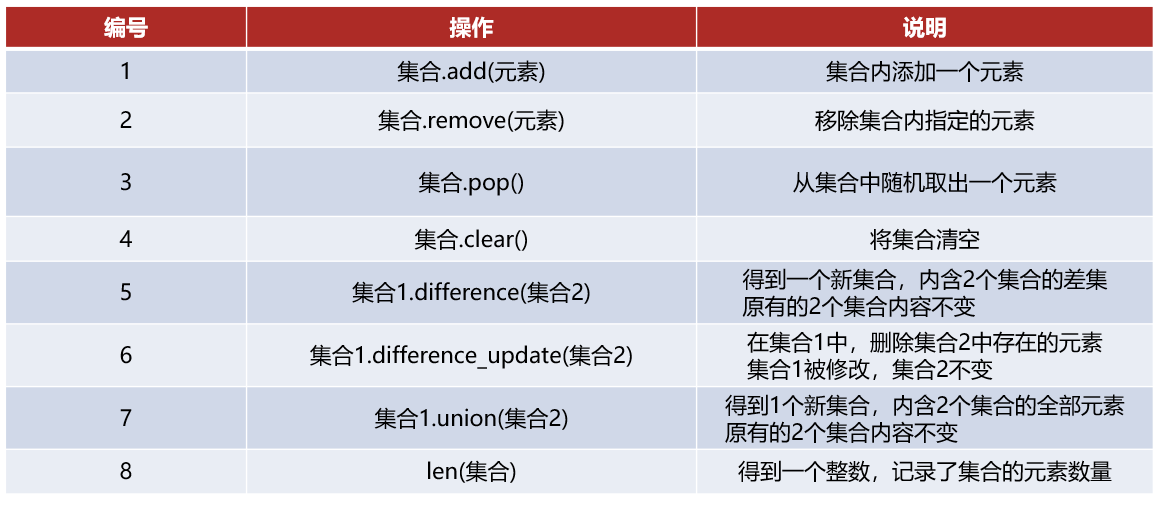 编号 操作 说明
1 集合.add(元素) 集合内添加一个元素
2 集合.remove(元素) 移除集合内指定的元素
3 集合.pop() 从集合中随机取出一个元素
4 集合.clear() 将集合清空
5 集合1.difference(集合2) 得到一个新集合，内含2个集合的差集
原有的2个集合内容不变
6 集合1.difference_update(集合2) 在集合1中，删除集合2中存在的元素
集合1被修改，集合2不变
7 集合1.union(集合2) 得到1个新集合，内含2个集合的全部元素
原有的2个集合内容不变
8 len(集合) 得到一个整数，记录了集合的元素数量